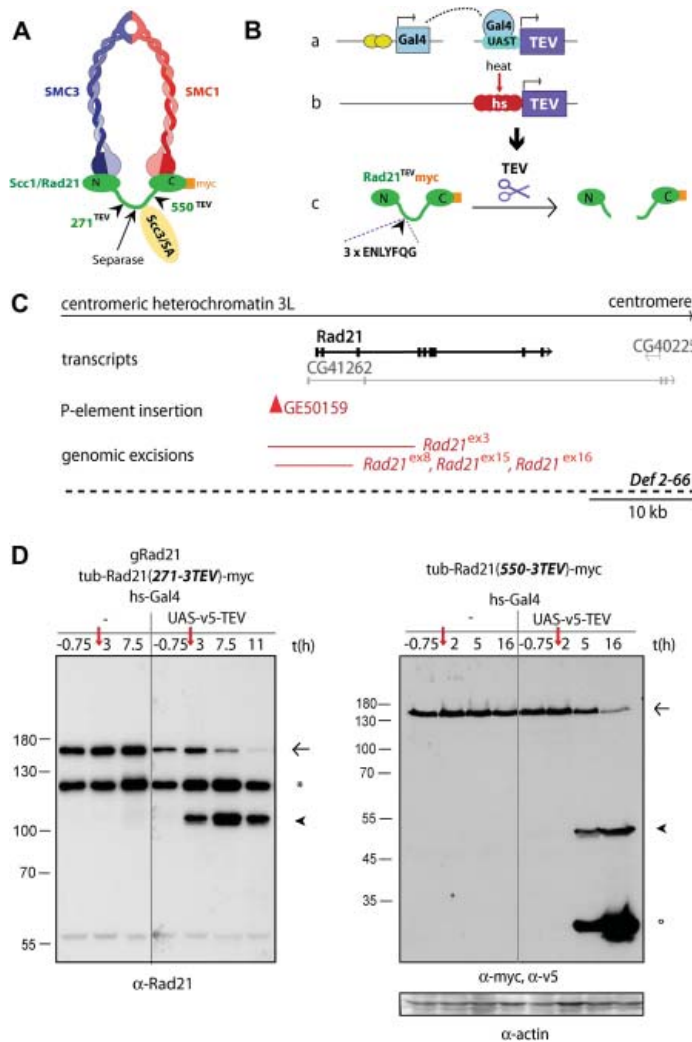 A
SMC3
SMC1
Scc1/Rad21
N
C
myc
271 TEV
550 TEV
Separase
Scc3/SA
B
a
Gal4
Gal4
UAST
TEV
heat
b
hs
TEV
TEV
Rad21TEVmyc
c
N
C
N
C
3 x ENLYFQG
C
centromeric heterochromatin 3L
centromere
Rad21
transcripts
CG40225
CG41262
P-element insertion
GE50159
genomic excisions
Rad21ex3
Rad21ex8, Rad21ex15, Rad21ex16
Def 2-66
10 kb
D
gRad21
tub-Rad21(271-3TEV)-myc
hs-Gal4
- UAS-v5-TEV
-0.75 3 7.5 -0.75 3 7.5 11 t(h)
180
130
100
70
55
*
α-Rad21
tub-Rad21(550-3TEV)-myc
hs-Gal4
- UAS-v5-TEV
-0.75 2 5 16 -0.75 2 5 16 t(h)
180
130
100
70
55
45
35
°
α-myc, α-v5
α-actin